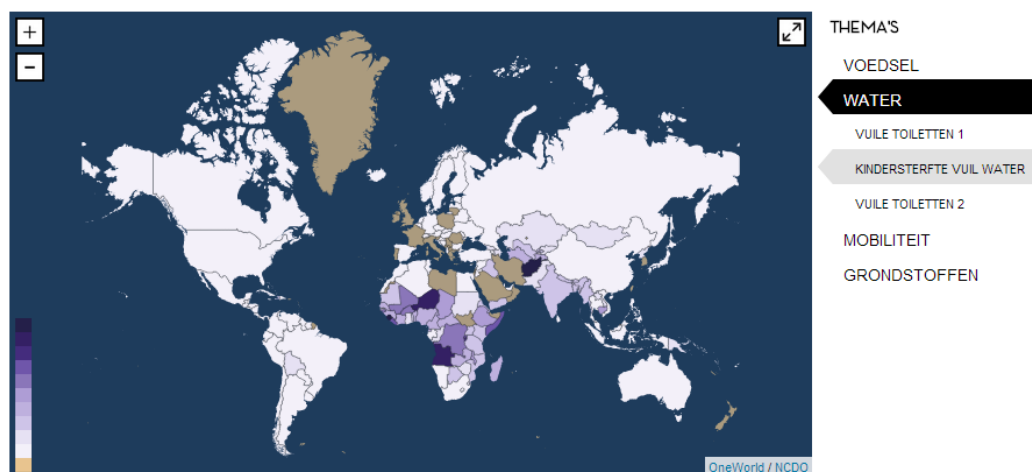 +
-
THEMA'S
VOEDSEL
WATER
VUILE TOILETTEN 1
KINDERSTERFTE VUIL WATER
VUILE TOILETTEN 2
MOBILITEIT
GRONDSTOFFEN
OneWorld / NCDO